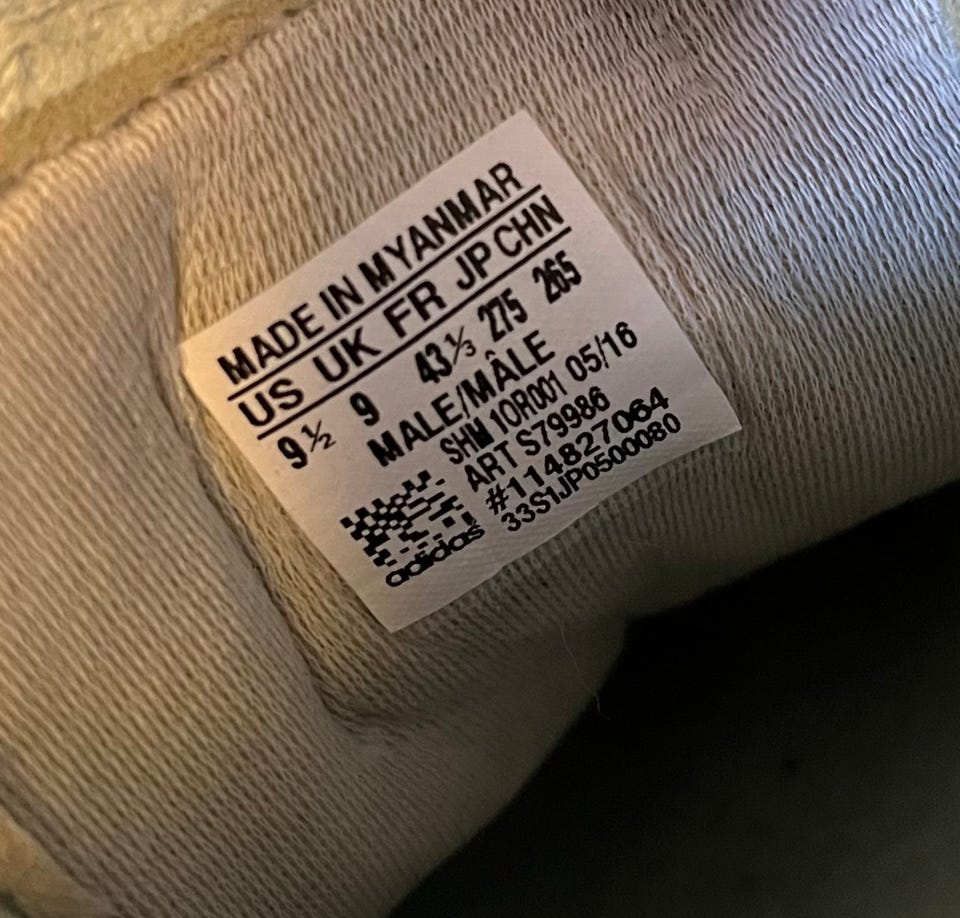 MADE IN MYANMAR
US UK FR JP CHN
9½ 9 43⅓ 275 265
MALE/MÂLE
SHM 1OR001 05/16
ART S79986
#114827064
33S1JP0500080
adidas